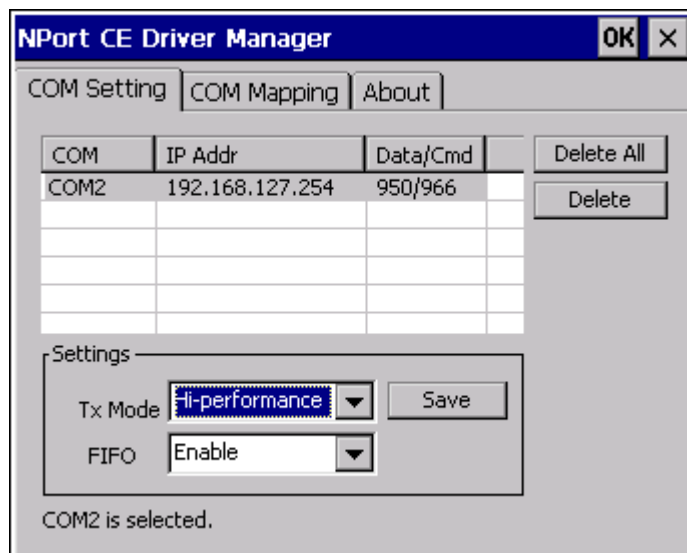 NPort CE Driver Manager OK ×
COM Setting COM Mapping About
COM IP Addr Data/Cmd Delete All
COM2 192.168.127.254 950/966 Delete
Settings
Tx Mode Hi-performance Save
FIFO Enable
COM2 is selected.